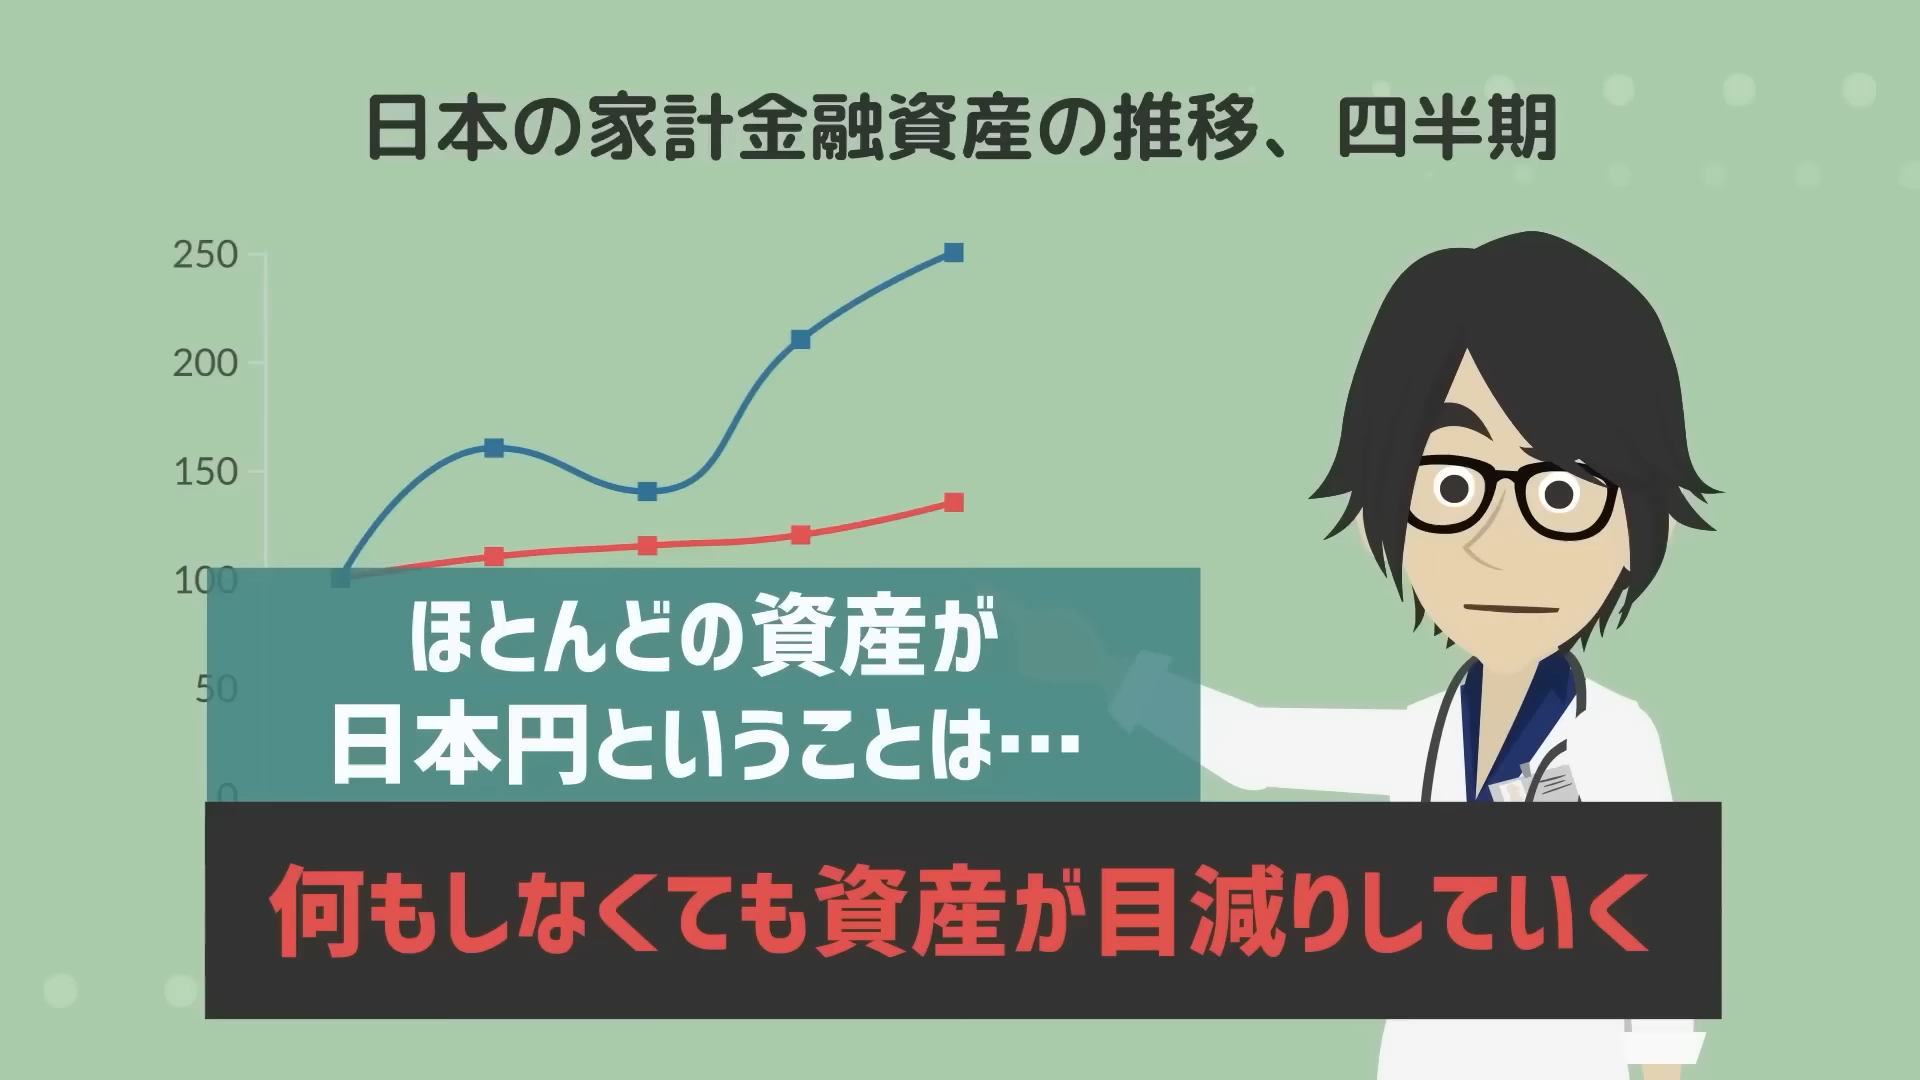 日本の家計金融資産の推移、四半期
250
200
150
100
50
0
ほとんどの資産が
日本円ということは…
何もしなくても資産が目減りしていく